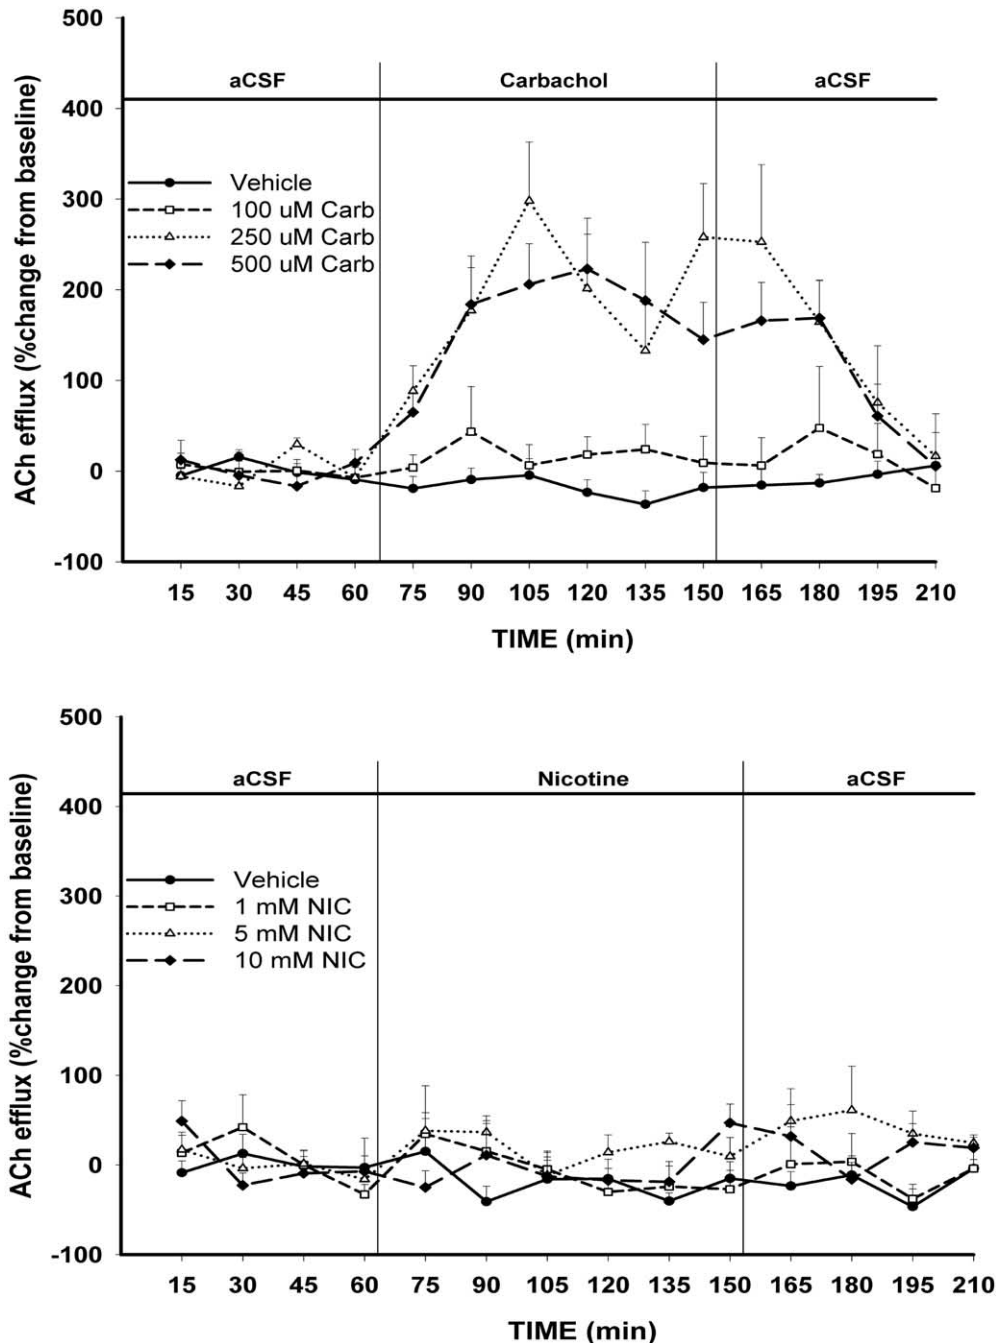 500
aCSF Carbachol aCSF
400
Vehicle
300
100 uM Carb
250 uM Carb
500 uM Carb
200
100
0
-100
15 30 45 60 75 90 105 120 135 150 165 180 195 210
TIME (min)
ACh efflux (%change from baseline)
500
aCSF Nicotine aCSF
400
Vehicle
300
1 mM NIC
5 mM NIC
10 mM NIC
200
100
0
-100
15 30 45 60 75 90 105 120 135 150 165 180 195 210
TIME (min)
ACh efflux (%change from baseline)